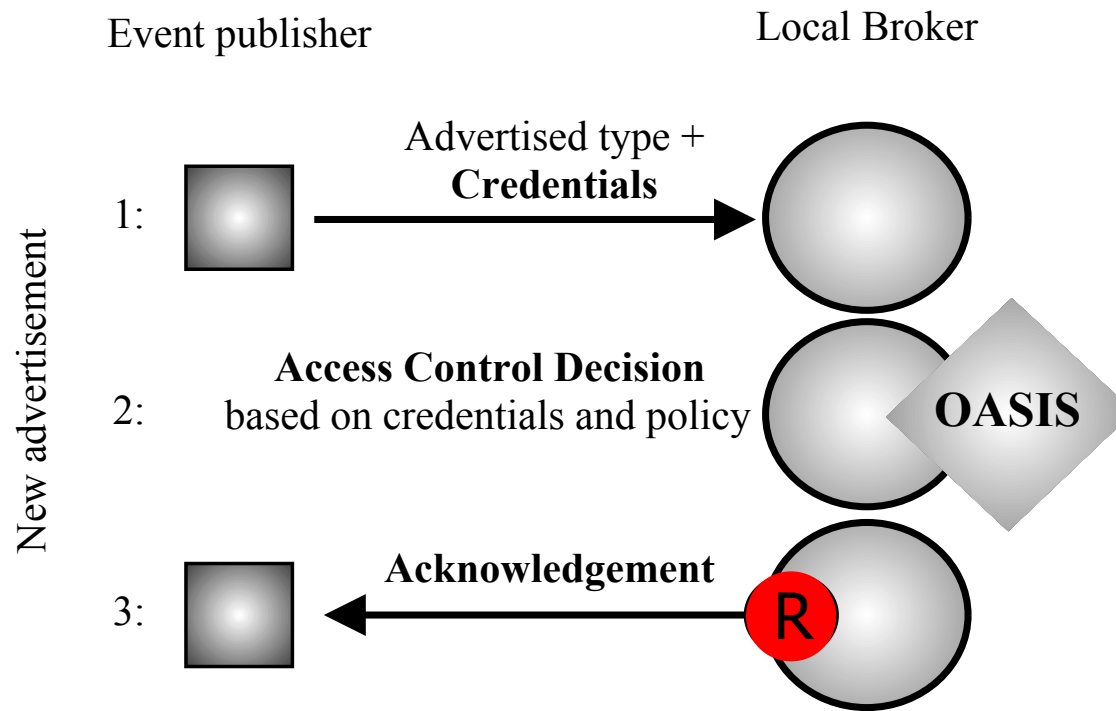 Event publisher
Local Broker
New advertisement
1:
Advertised type +
Credentials
2:
Access Control Decision
based on credentials and policy
OASIS
3:
Acknowledgement
R